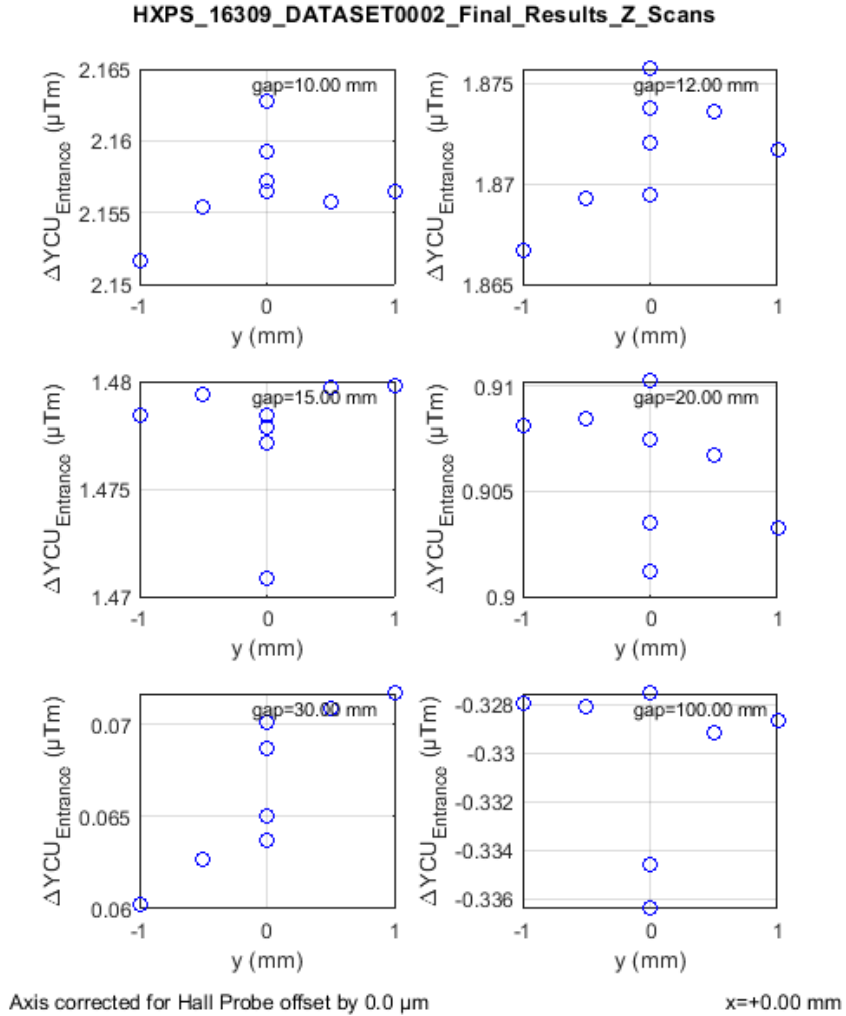 HXPS_16309_DATASET0002_Final_Results_Z_Scans
ΔYCU_Entrance (µTm)
2.165
2.16
2.155
2.15
gap=10.00 mm
-1 0 1
y (mm)
ΔYCU_Entrance (µTm)
1.875
1.87
1.865
gap=12.00 mm
-1 0 1
y (mm)
ΔYCU_Entrance (µTm)
1.48
1.475
1.47
gap=15.00 mm
-1 0 1
y (mm)
ΔYCU_Entrance (µTm)
0.91
0.905
0.9
gap=20.00 mm
-1 0 1
y (mm)
ΔYCU_Entrance (µTm)
0.07
0.065
0.06
gap=30.00 mm
-1 0 1
y (mm)
ΔYCU_Entrance (µTm)
-0.328
-0.33
-0.332
-0.334
-0.336
gap=100.00 mm
-1 0 1
y (mm)
Axis corrected for Hall Probe offset by 0.0 µm
x=+0.00 mm